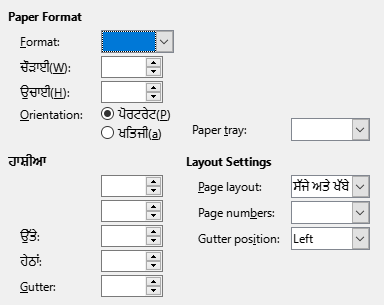 Paper Format
Format:
ਚੌੜਾਈ(W):
ਉਚਾਈ(H):
Orientation: ਪੋਰਟਰੇਟ(P)
ਖਤਿਜੀ(a)
Paper tray:
ਹਾਸ਼ੀਆ
Layout Settings
Page layout: ਸੱਜੇ ਅਤੇ ਖੱਬੇ
Page numbers:
ਉੱਤੇ:
Gutter position: Left
ਹੇਠਾਂ:
Gutter: